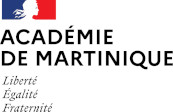 ACADÉMIE
DE MARTINIQUE
Liberté
Égalité
Fraternité